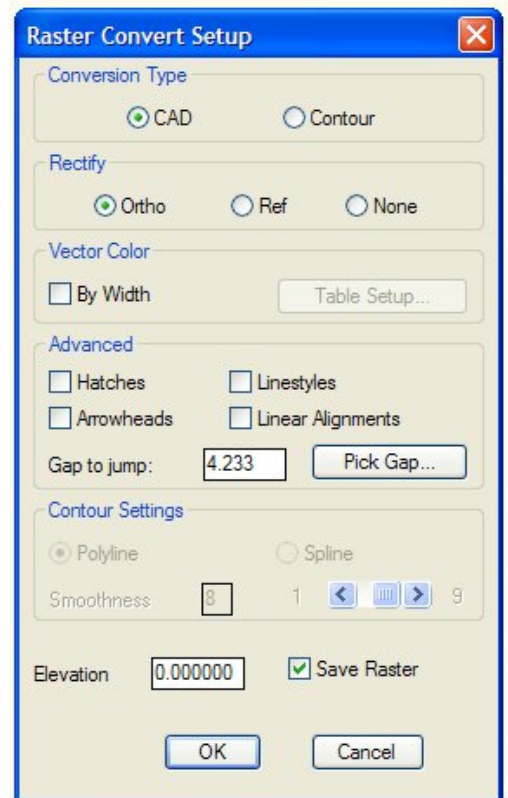 Raster Convert Setup
Conversion Type
CAD Contour
Rectify
Ortho Ref None
Vector Color
By Width Table Setup...
Advanced
Hatches Linestyles
Arrowheads Linear Alignments
Gap to jump: 4.233 Pick Gap...
Contour Settings
Polyline Spline
Smoothness 8 1 9
Elevation 0.000000 Save Raster
OK Cancel